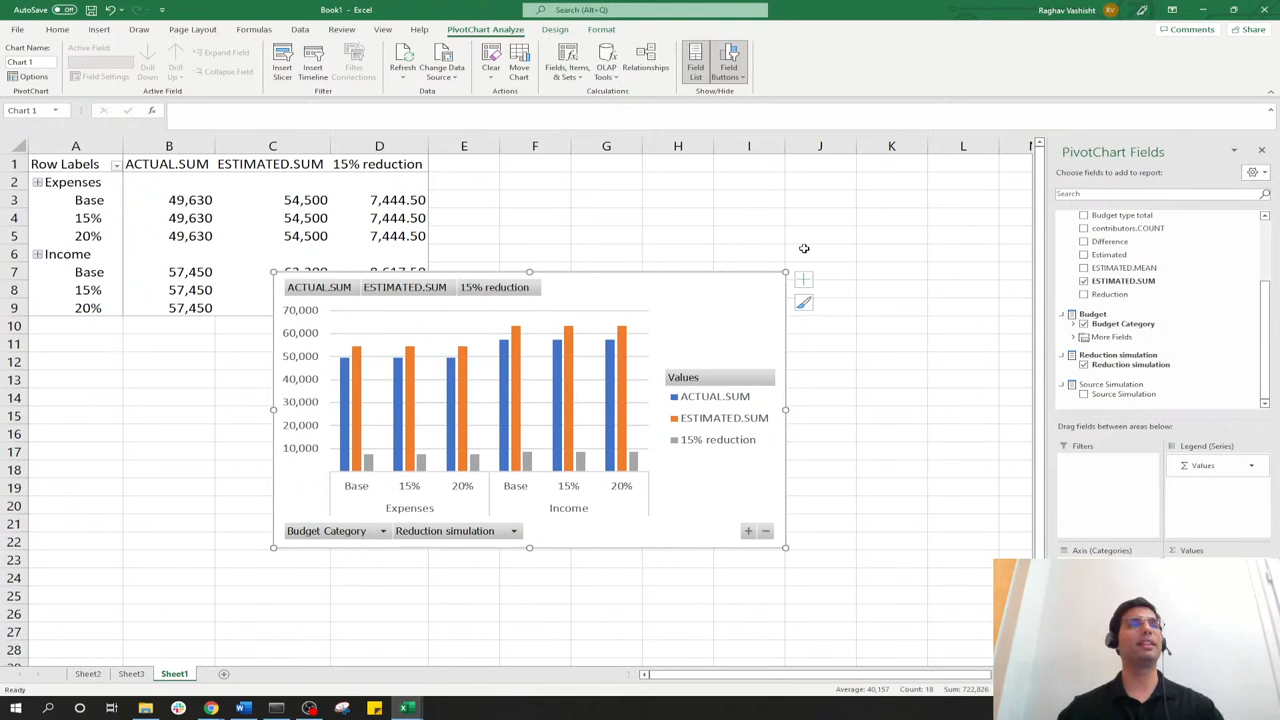 AutoSave Off Book1 - Excel Search (Alt+Q) Raghav Vashisht RV
File Home Insert Draw Page Layout Formulas Data Review View Help PivotChart Analyze Design Format Comments Share
Chart Name: Active Field: Expand Field
Chart 1 Drill Down Drill Up Collapse Field Insert Slicer Insert Timeline Filter Connections Refresh Change Data Source Clear Move Chart Fields, Items, & Sets OLAP Tools Relationships Field List Field Buttons
Options Field Settings
PivotChart Active Field Filter Data Actions Calculations Show/Hide
Chart 1 fx
A B C D E F G H I J K L
1 Row Labels ACTUAL.SUM ESTIMATED.SUM 15% reduction
2 Expenses
3 Base 49,630 54,500 7,444.50
4 15% 49,630 54,500 7,444.50
5 20% 49,630 54,500 7,444.50
6 Income
7 Base 57,450 63,300 8,617.50
8 15% 57,450
9 20% 57,450
10
11
12
13
14
15
16
17
18
19
20
21
22
23
24
25
26
27
28
ACTUAL.SUM ESTIMATED.SUM 15% reduction
70,000
60,000
50,000
40,000
30,000
20,000
10,000
Base 15% 20% Base 15% 20%
Expenses Income
Values
ACTUAL.SUM
ESTIMATED.SUM
15% reduction
Budget Category Reduction simulation
PivotChart Fields
Choose fields to add to report:
Search
Budget type total
contributors.COUNT
Difference
Estimated
ESTIMATED.MEAN
ESTIMATED.SUM
Reduction
Budget
Budget Category
More Fields
Reduction simulation
Reduction simulation
Source Simulation
Source Simulation
Drag fields between areas below:
Filters Legend (Series)
Values
Axis (Categories) Values
Sheet2 Sheet3 Sheet1
Ready Average: 40,157 Count: 18 Sum: 722,826